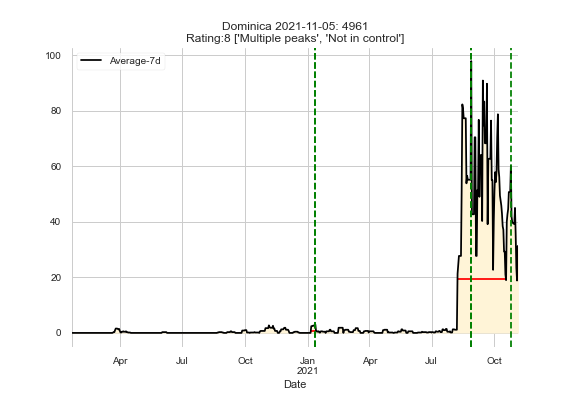 Dominica 2021-11-05: 4961
Rating:8 ['Multiple peaks', 'Not in control']
Average-7d
100
80
60
40
20
0
Apr Jul Oct Jan Apr Jul Oct
2021
Date